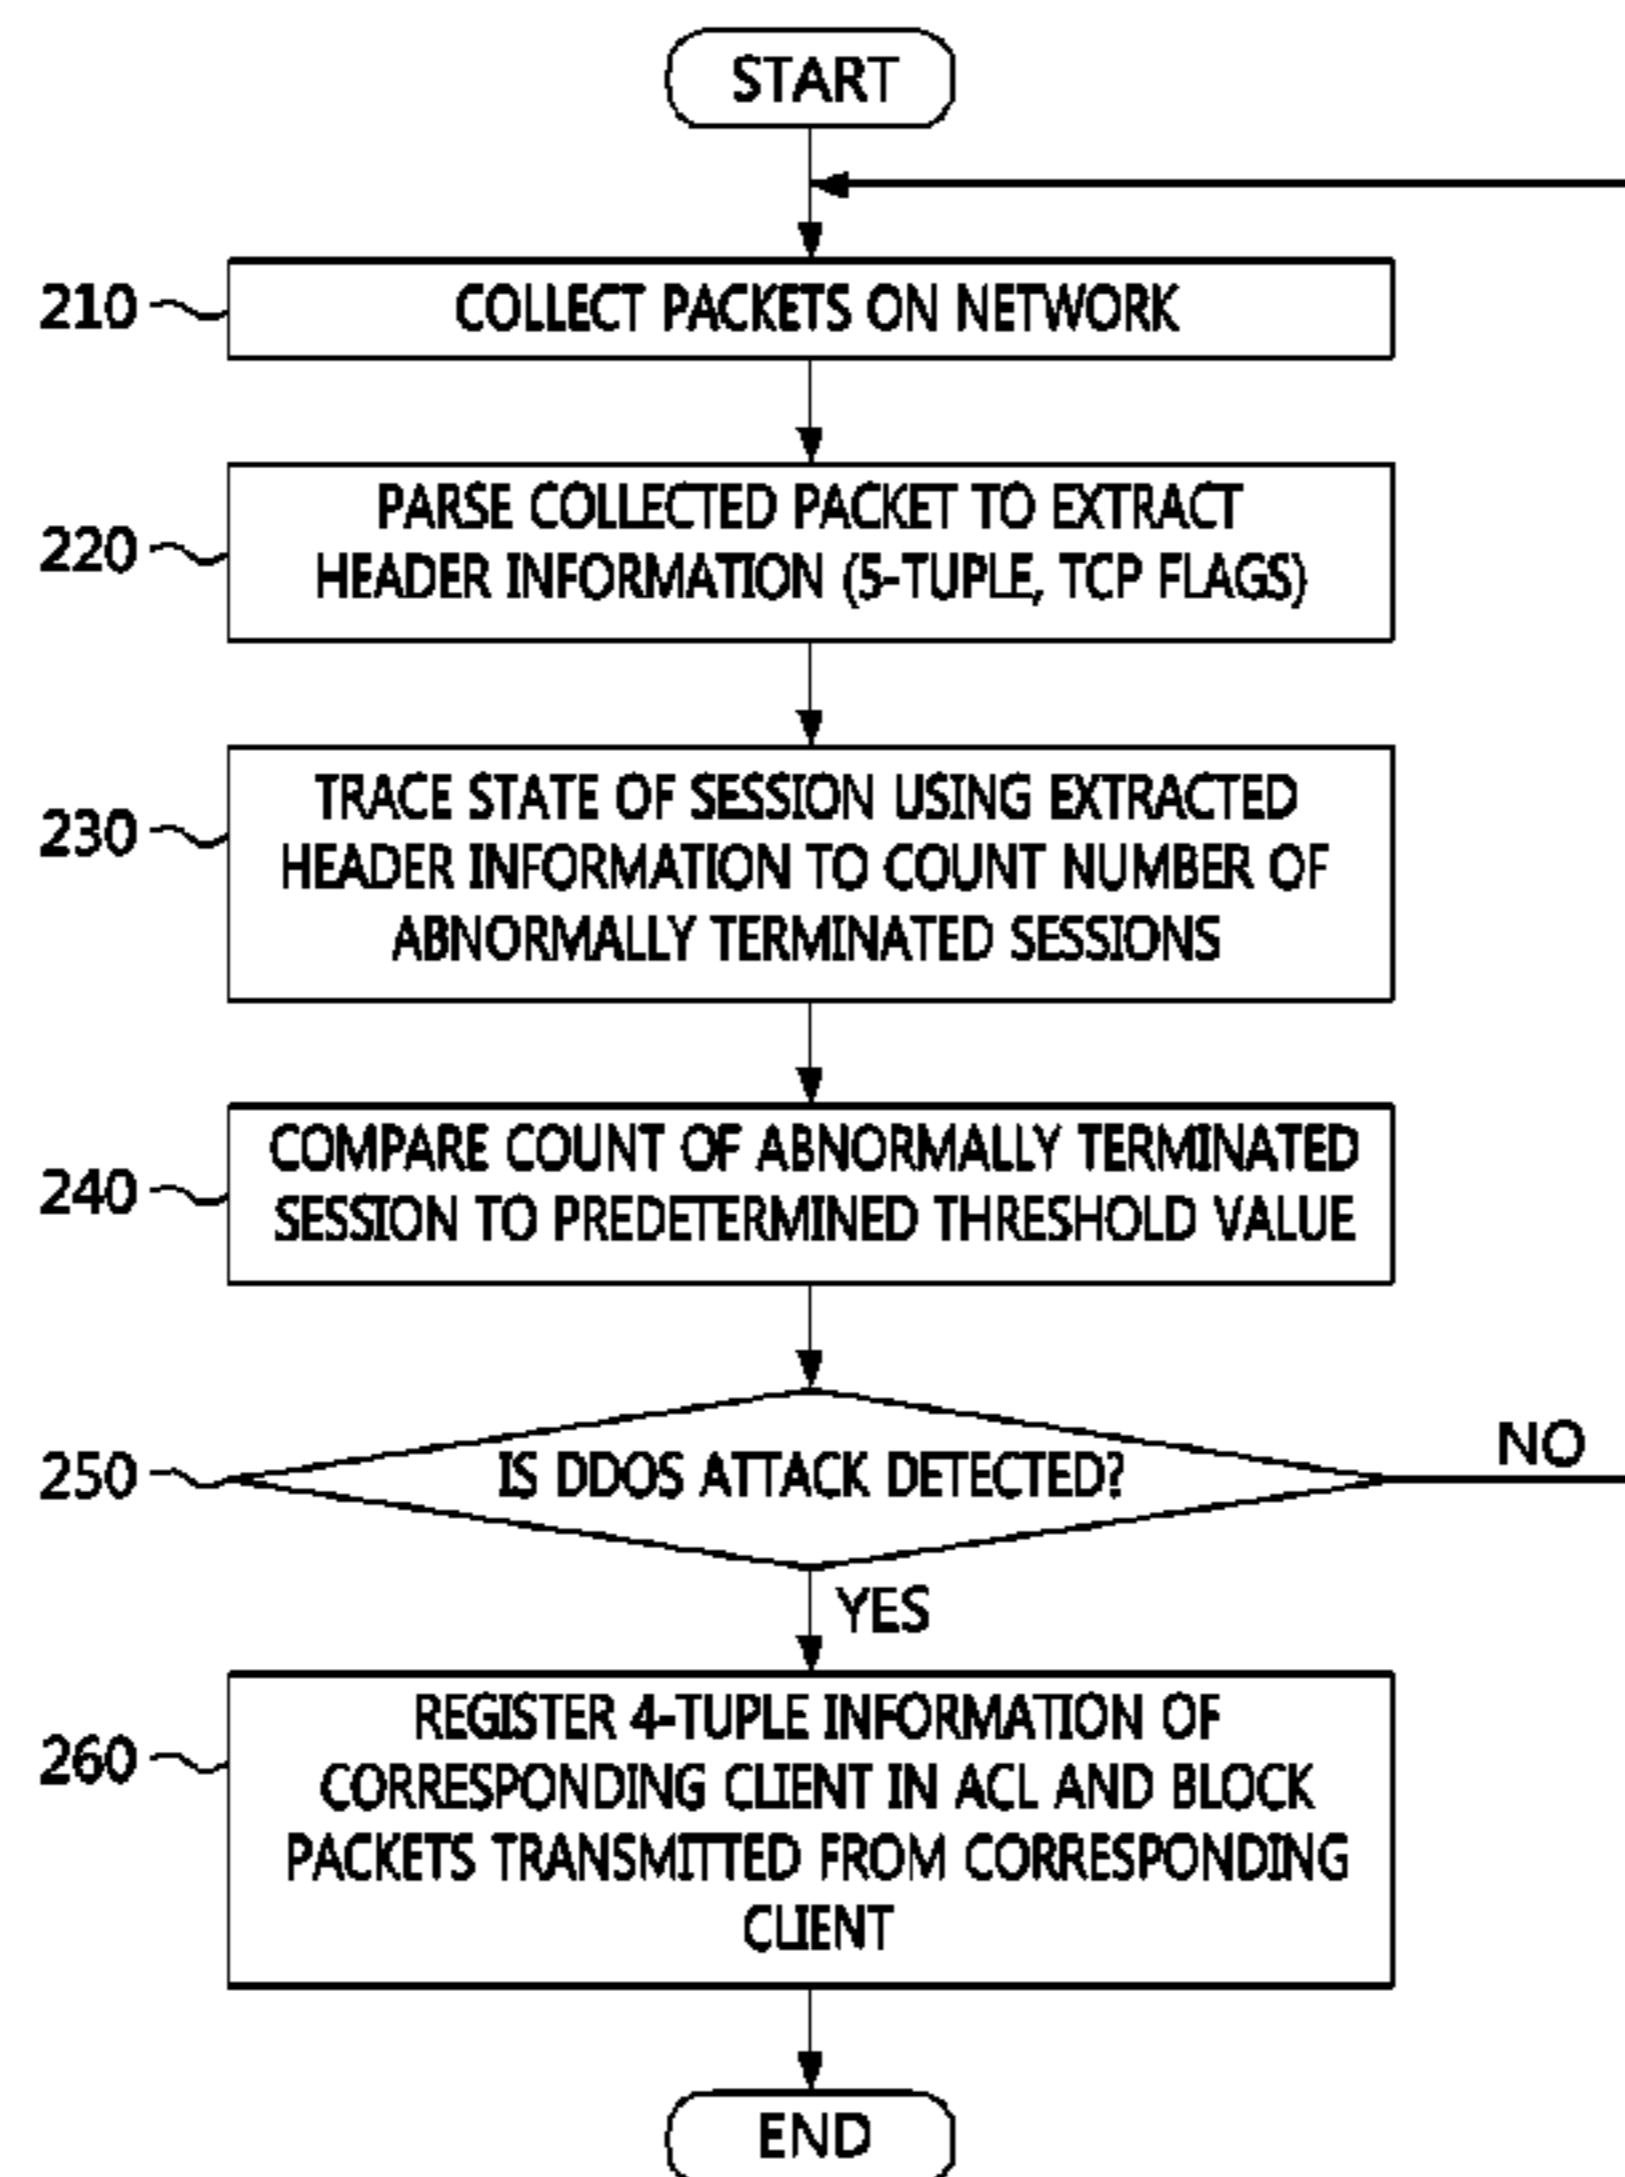 START
210
COLLECT PACKETS ON NETWORK
220
PARSE COLLECTED PACKET TO EXTRACT
HEADER INFORMATION (5-TUPLE, TCP FLAGS)
230
TRACE STATE OF SESSION USING EXTRACTED
HEADER INFORMATION TO COUNT NUMBER OF
ABNORMALLY TERMINATED SESSIONS
240
COMPARE COUNT OF ABNORMALLY TERMINATED
SESSION TO PREDETERMINED THRESHOLD VALUE
250
IS DDOS ATTACK DETECTED?
NO
YES
260
REGISTER 4-TUPLE INFORMATION OF
CORRESPONDING CLIENT IN ACL AND BLOCK
PACKETS TRANSMITTED FROM CORRESPONDING
CLIENT
END